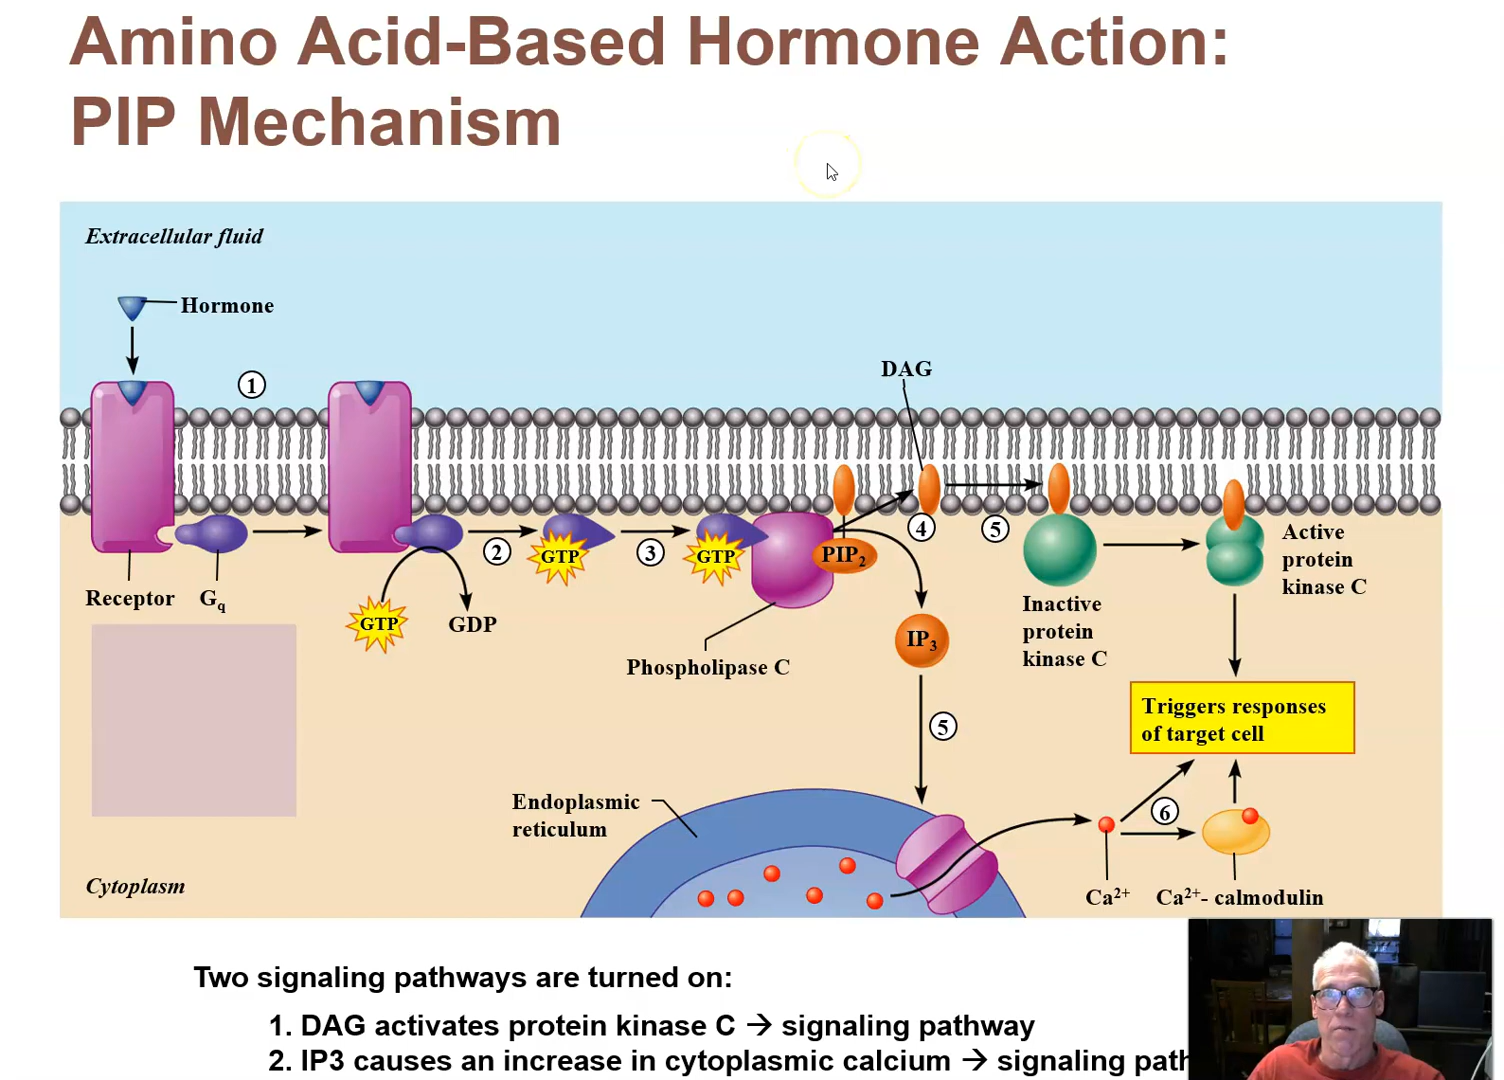 Amino Acid-Based Hormone Action:
PIP Mechanism
Extracellular fluid
Hormone
1
DAG
Receptor
Gq
GTP
GDP
2
GTP
3
GTP
Phospholipase C
PIP2
4
5
IP3
Inactive
protein
kinase C
Active
protein
kinase C
5
Triggers responses
of target cell
Endoplasmic
reticulum
6
Ca2+
Ca2+- calmodulin
Cytoplasm
Two signaling pathways are turned on:
1. DAG activates protein kinase C → signaling pathway
2. IP3 causes an increase in cytoplasmic calcium → signaling path